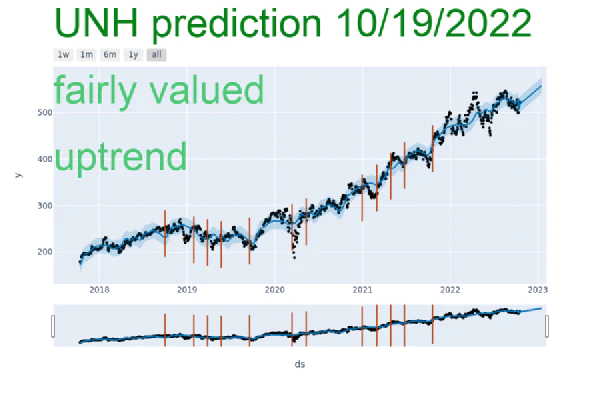 UNH prediction 10/19/2022
1w 1m 6m 1y all
fairly valued
500
uptrend
400
y
300
200
2018 2019 2020 2021 2022 2023
ds